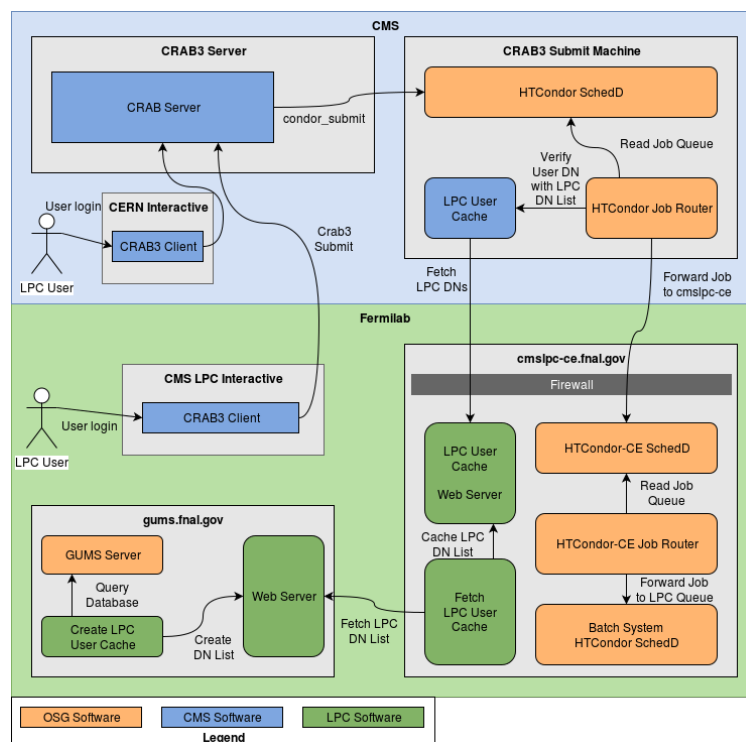 CMS
CRAB3 Server
CRAB Server
condor_submit
CRAB3 Submit Machine
HTCondor SchedD
Read Job Queue
Verify
User DN
with LPC
DN List
LPC User
Cache
HTCondor Job Router
User login
CERN Interactive
CRAB3 Client
LPC User
Crab3
Submit
Fetch
LPC DNs
Forward Job
to cmslpc-ce
Fermilab
CMS LPC Interactive
CRAB3 Client
User login
LPC User
cmslpc-ce.fnal.gov
Firewall
LPC User
Cache
Web Server
HTCondor-CE SchedD
Read Job
Queue
Cache LPC
DN List
HTCondor-CE Job Router
Fetch
LPC User
Cache
Forward Job
to LPC Queue
Batch System
HTCondor SchedD
gums.fnal.gov
GUMS Server
Query
Database
Create LPC
User Cache
Create
DN List
Web Server
Fetch LPC
DN List
OSG Software
CMS Software
LPC Software
Legend